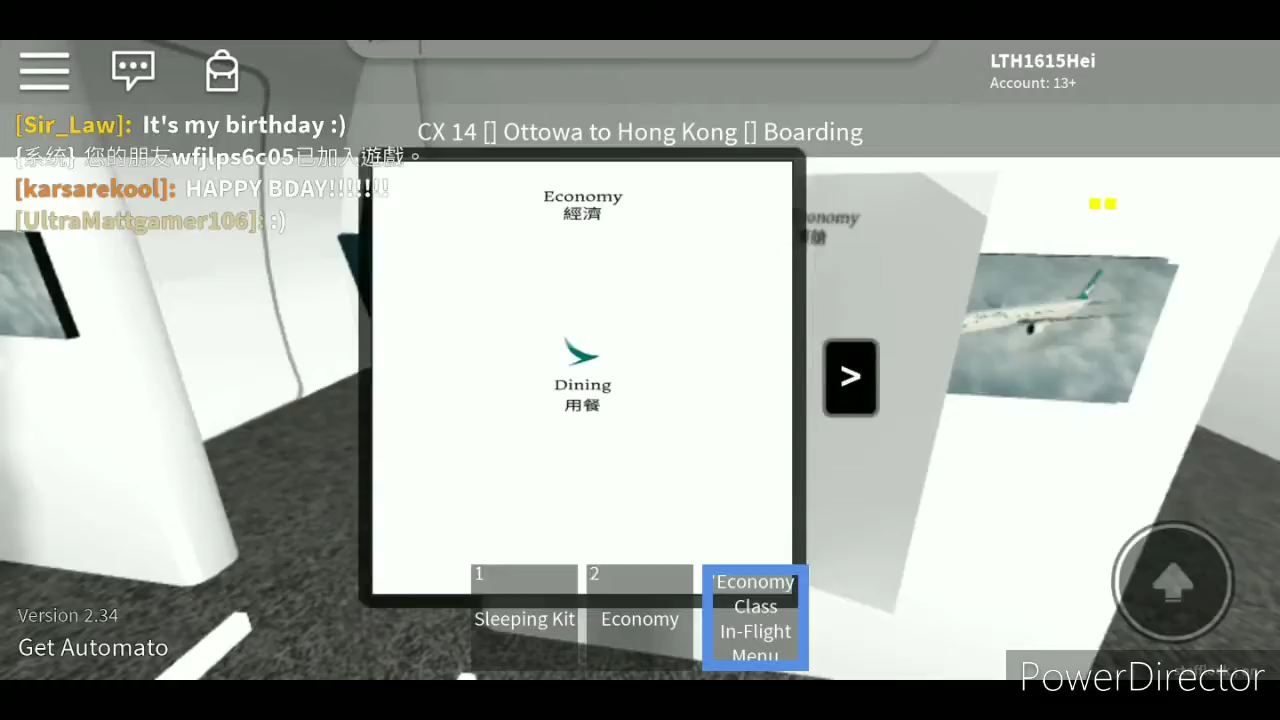 LTH1615Hei
Account: 13+
[Sir_Law]: It's my birthday :)
CX 14 [] Ottowa to Hong Kong [] Boarding
{系统} 您的朋友wfjlps6c05已加入遊戲。
[karsarekool]: HAPPY BDAY!!!!!!!
[UltraMattgamer106]: :)
Economy
經濟
onomy
>
Dining
用餐
1
2
Sleeping Kit
Economy
'Economy
Class
In-Flight
Menu
Version 2.34
Get Automato
PowerDirector